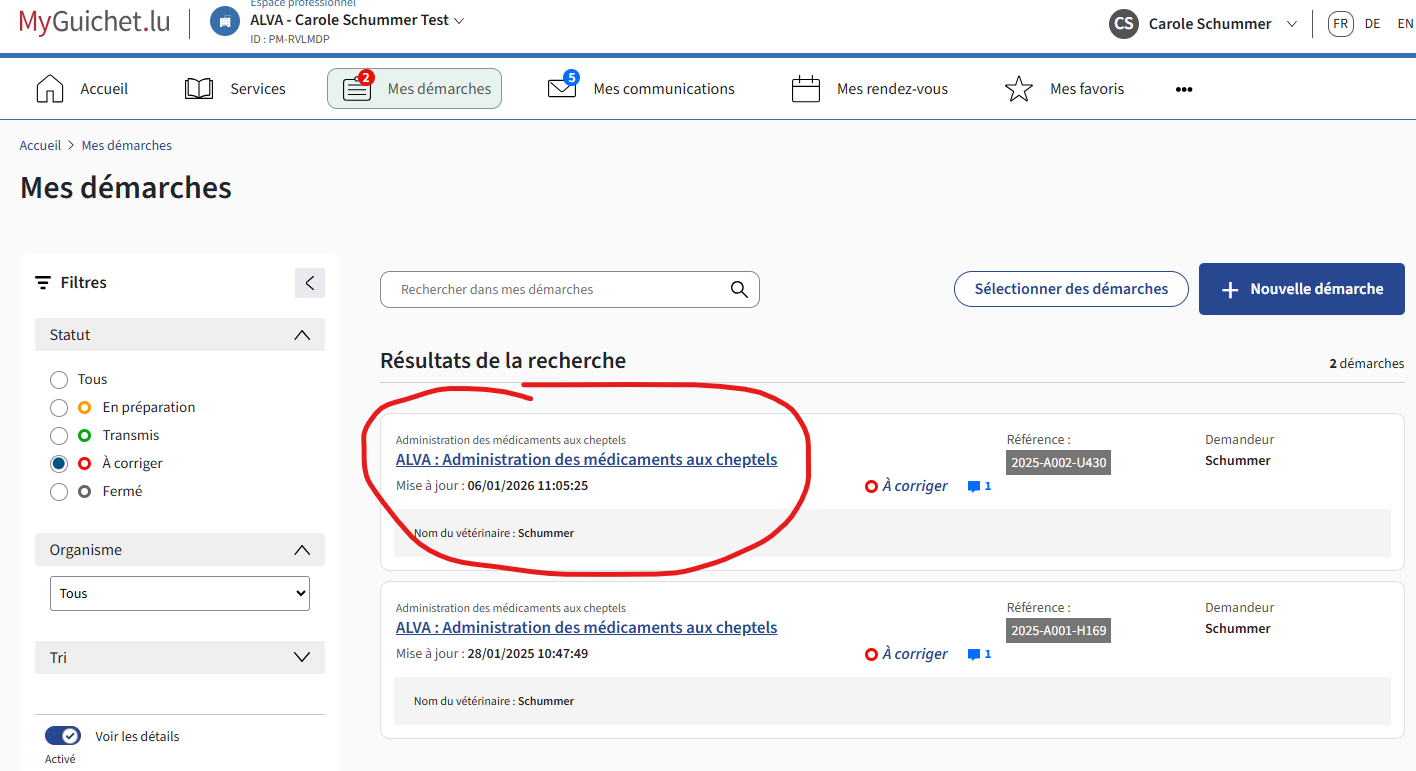 MyGuichet.lu
Espace professionnel
ALVA - Carole Schummer Test
ID : PM-RVLMDP
CS Carole Schummer
FR DE EN
Accueil
Services
2 Mes démarches
5 Mes communications
Mes rendez-vous
Mes favoris
Accueil > Mes démarches
Mes démarches
Filtres
Statut
Tous
En préparation
Transmis
À corriger
Fermé
Organisme
Tous
Tri
Voir les détails
Activé
Rechercher dans mes démarches
Sélectionner des démarches
Nouvelle démarche
Résultats de la recherche
2 démarches
Administration des médicaments aux cheptels
ALVA : Administration des médicaments aux cheptels
Mise à jour : 06/01/2026 11:05:25
À corriger 1
Référence :
2025-A002-U430
Demandeur
Schummer
Nom du vétérinaire : Schummer
Administration des médicaments aux cheptels
ALVA : Administration des médicaments aux cheptels
Mise à jour : 28/01/2025 10:47:49
À corriger 1
Référence :
2025-A001-H169
Demandeur
Schummer
Nom du vétérinaire : Schummer